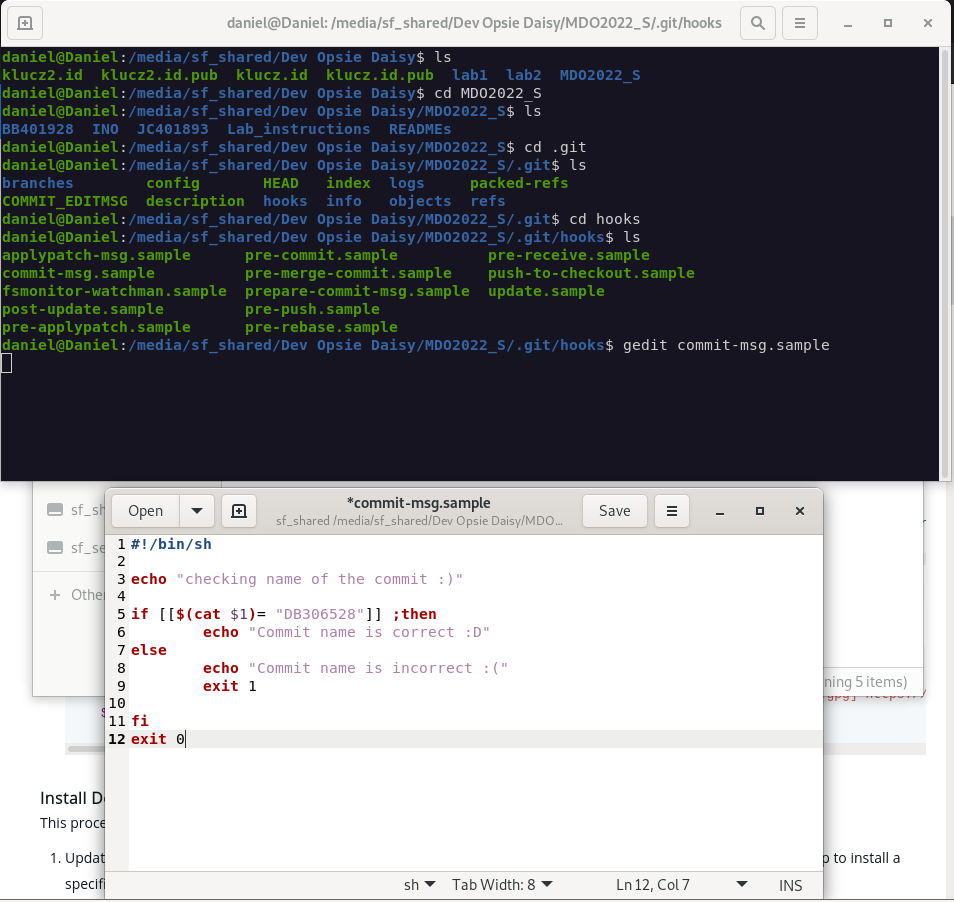 daniel@Daniel: /media/sf_shared/Dev Opsie Daisy/MDO2022_S/.git/hooks
daniel@Daniel:/media/sf_shared/Dev Opsie Daisy$ ls
klucz2.id  klucz2.id.pub  klucz.id  klucz.id.pub  lab1  lab2  MDO2022_S
daniel@Daniel:/media/sf_shared/Dev Opsie Daisy$ cd MDO2022_S
daniel@Daniel:/media/sf_shared/Dev Opsie Daisy/MDO2022_S$ ls
BB401928  INO  JC401893  Lab_instructions  READMEs
daniel@Daniel:/media/sf_shared/Dev Opsie Daisy/MDO2022_S$ cd .git
daniel@Daniel:/media/sf_shared/Dev Opsie Daisy/MDO2022_S/.git$ ls
branches        config       HEAD   index  logs     packed-refs
COMMIT_EDITMSG  description  hooks  info   objects  refs
daniel@Daniel:/media/sf_shared/Dev Opsie Daisy/MDO2022_S/.git$ cd hooks
daniel@Daniel:/media/sf_shared/Dev Opsie Daisy/MDO2022_S/.git/hooks$ ls
applypatch-msg.sample      pre-commit.sample          pre-receive.sample
commit-msg.sample          pre-merge-commit.sample    push-to-checkout.sample
fsmonitor-watchman.sample  prepare-commit-msg.sample  update.sample
post-update.sample         pre-push.sample
pre-applypatch.sample      pre-rebase.sample
daniel@Daniel:/media/sf_shared/Dev Opsie Daisy/MDO2022_S/.git/hooks$ gedit commit-msg.sample
sf_sh
sf_se
+ Other
Open
*commit-msg.sample
sf_shared /media/sf_shared/Dev Opsie Daisy/MDO...
Save
1 #!/bin/sh
2
3 echo "checking name of the commit :)"
4
5 if [[$(cat $1)= "DB306528"]] ;then
6         echo "Commit name is correct :D"
7 else
8         echo "Commit name is incorrect :("
9         exit 1
10
11 fi
12 exit 0
ning 5 items)
$
Install D
This proce
1. Updat
p to install a
specifi
sh
Tab Width: 8
Ln 12, Col 7
INS